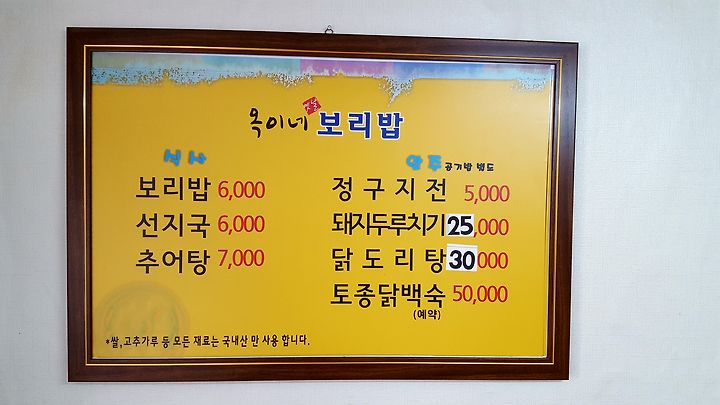 옥이네 옛날 보리밥
식사
보리밥 6,000
선지국 6,000
추어탕 7,000
안주 공기밥 별도
정구지전 5,000
돼지두루치기 25,000
닭도리탕 30,000
토종닭백숙 50,000
(예약)
*쌀,고추가루 등 모든 재료는 국내산 만 사용 합니다.